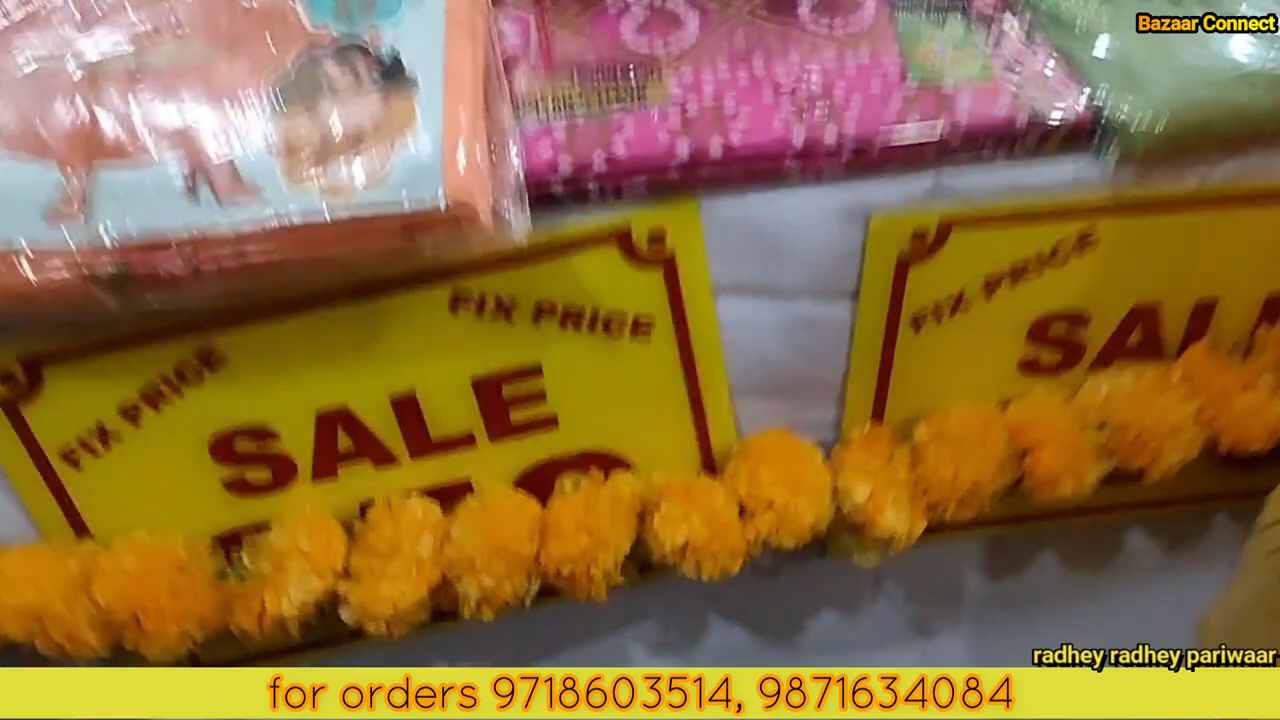 Bazaar Connect
FIX PRICE
FIX PRICE
SALE
FIX PRICE
SAL
radhey radhey pariwaar
for orders 9718603514, 9871634084